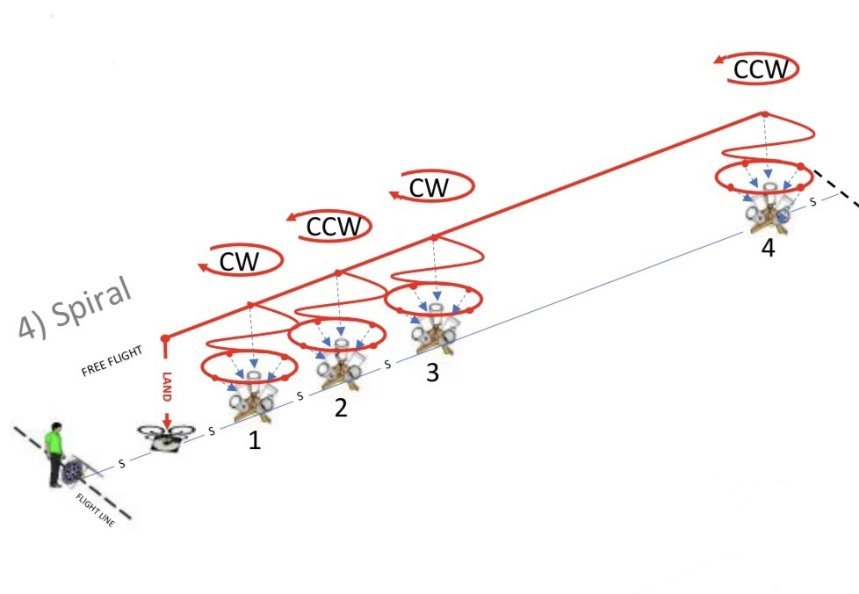 CCW
CW
CCW
CW
4) Spiral
FREE FLIGHT
LAND
S
4
S
3
S
2
S
1
S
S
FLIGHT LINE